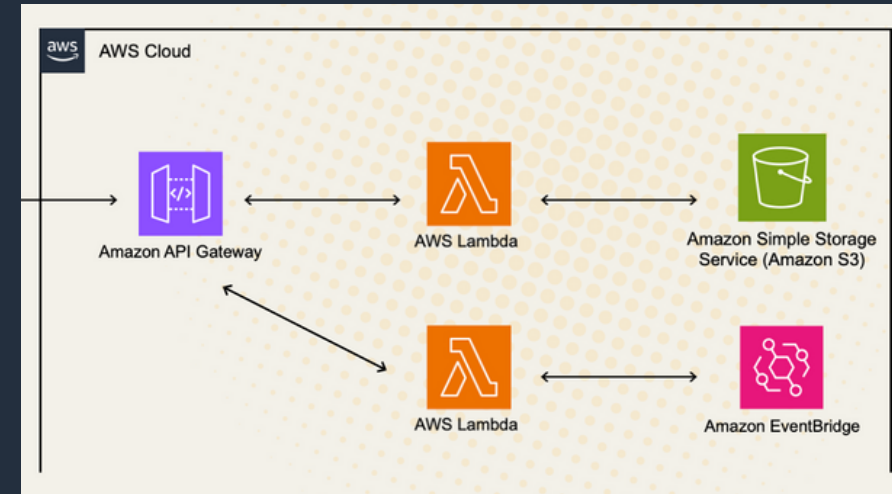 aws
AWS Cloud
</>
Amazon API Gateway
AWS Lambda
Amazon Simple Storage
Service (Amazon S3)
AWS Lambda
Amazon EventBridge